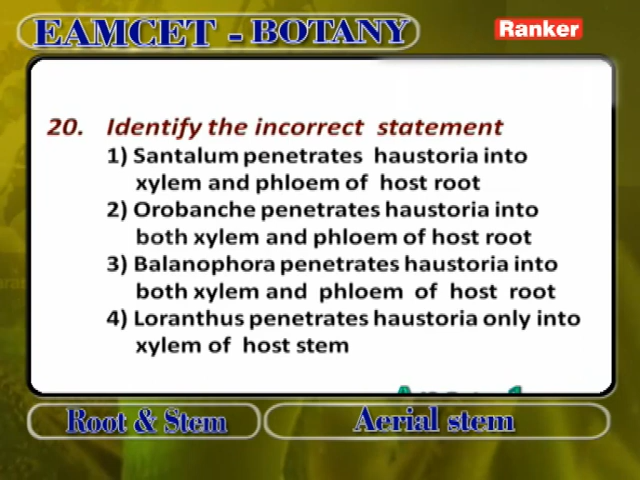 EAMCET - BOTANY
Ranker
20. Identify the incorrect statement
1) Santalum penetrates haustoria into
xylem and phloem of host root
2) Orobanche penetrates haustoria into
both xylem and phloem of host root
3) Balanophora penetrates haustoria into
both xylem and phloem of host root
4) Loranthus penetrates haustoria only into
xylem of host stem
Root & Stem
Aerial stem